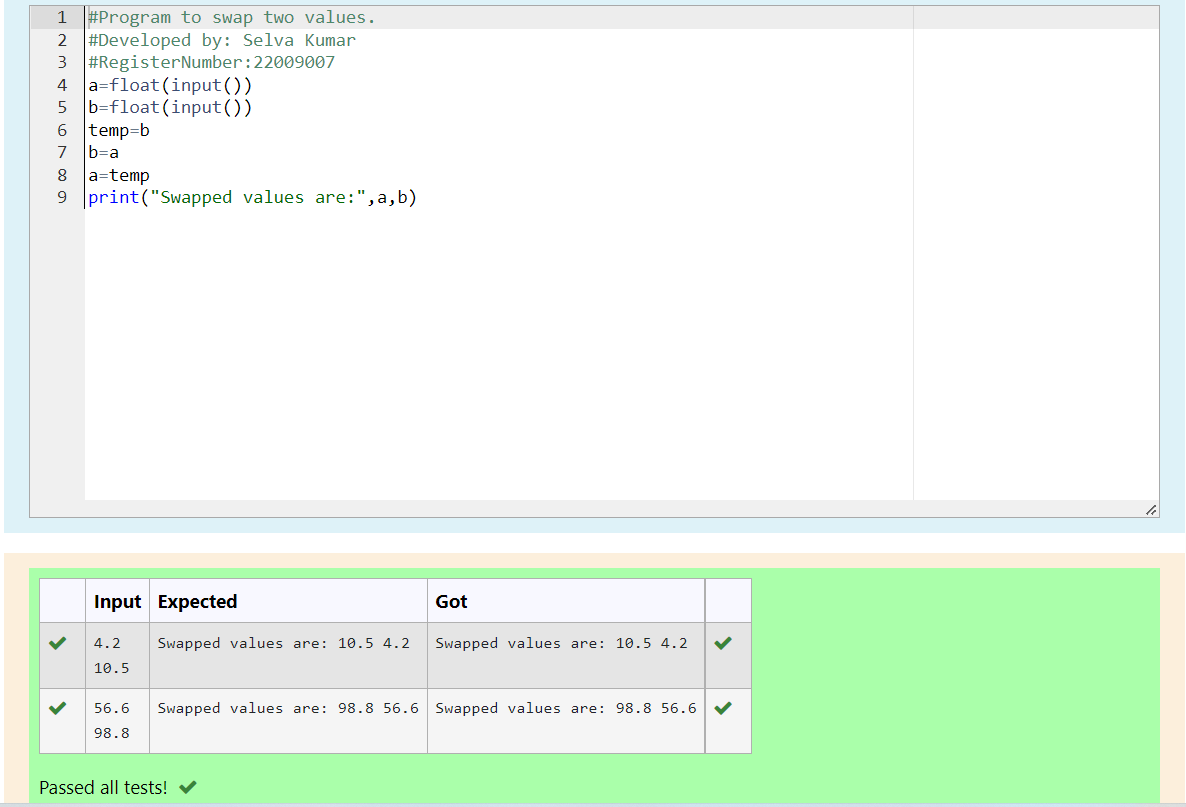 1 #Program to swap two values.
2 #Developed by: Selva Kumar
3 #RegisterNumber:22009007
4 a=float(input())
5 b=float(input())
6 temp=b
7 b=a
8 a=temp
9 print("Swapped values are:",a,b)
Input Expected Got
4.2 Swapped values are: 10.5 4.2 Swapped values are: 10.5 4.2
10.5
56.6 Swapped values are: 98.8 56.6 Swapped values are: 98.8 56.6
98.8
Passed all tests!